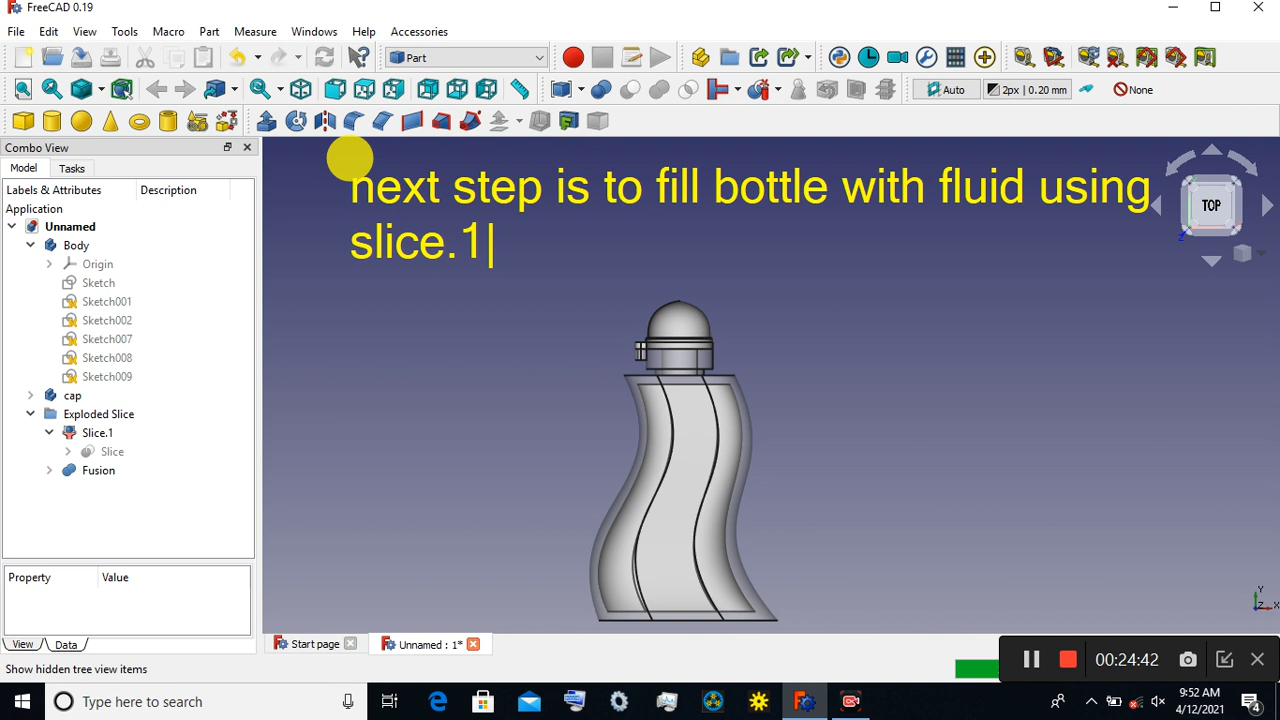 FreeCAD 0.19
File Edit View Tools Macro Part Measure Windows Help Accessories
Part
Auto 2px | 0.20 mm None
Combo View
Model Tasks
Labels & Attributes Description
Application
Unnamed
Body
Origin
Sketch
Sketch001
Sketch002
Sketch007
Sketch008
Sketch009
cap
Exploded Slice
Slice.1
Slice
Fusion
Property Value
View Data
next step is to fill bottle with fluid using
slice.1
TOP
Y
Z X
Start page Unnamed : 1*
Show hidden tree view items
00:24:42
Type here to search
9:52 AM
4/12/2021
4